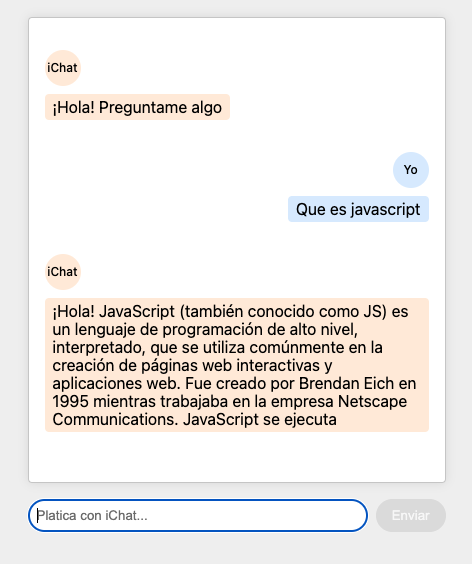 iChat
¡Hola! Preguntame algo
Yo
Que es javascript
iChat
¡Hola! JavaScript (también conocido como JS) es
un lenguaje de programación de alto nivel,
interpretado, que se utiliza comúnmente en la
creación de páginas web interactivas y
aplicaciones web. Fue creado por Brendan Eich en
1995 mientras trabajaba en la empresa Netscape
Communications. JavaScript se ejecuta
Platica con iChat...
Enviar